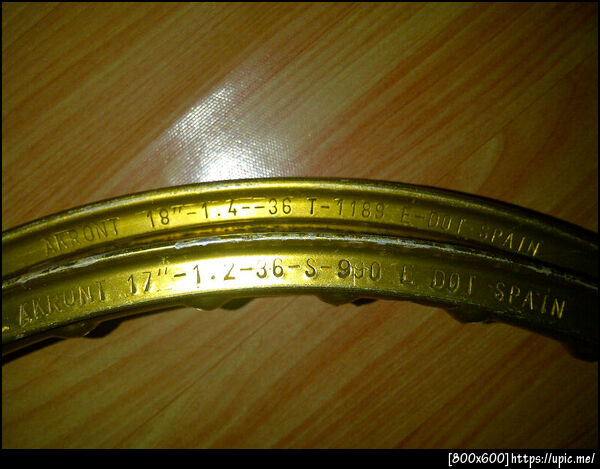 AKRONT 18"-1.4--36 T-1189 E-DOT SPAIN
AKRONT 17"-1.2-36-S-990 E DOT SPAIN
[800x600]https://upic.me/